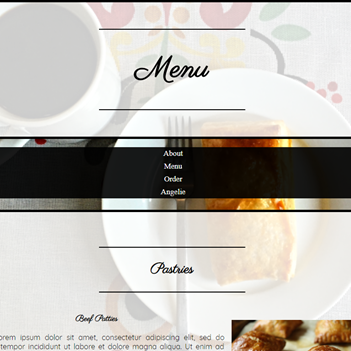 Menu
About
Menu
Order
Angelie
Pastries
Beef Patties
orem ipsum dolor sit amet, consectetur adipiscing elit, sed do
tempor incididunt ut labore et dolore magna aliqua. Ut enim ad